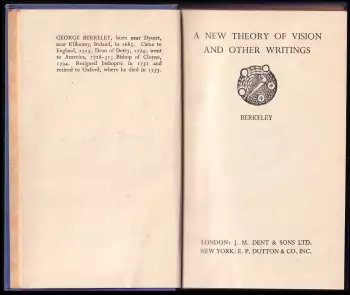 GEORGE BERKELEY, born near Dysert,
near Kilkenny, Ireland, in 1685. Came to
England, 1713; Dean of Derry, 1724; went
to America, 1728-31; Bishop of Cloyne,
1734. Resigned bishopric in 1752 and
retired to Oxford, where he died in 1753.
A NEW THEORY OF VISION
AND OTHER WRITINGS
BERKELEY
LONDON: J. M. DENT & SONS LTD.
NEW YORK: E. P. DUTTON & CO. INC.